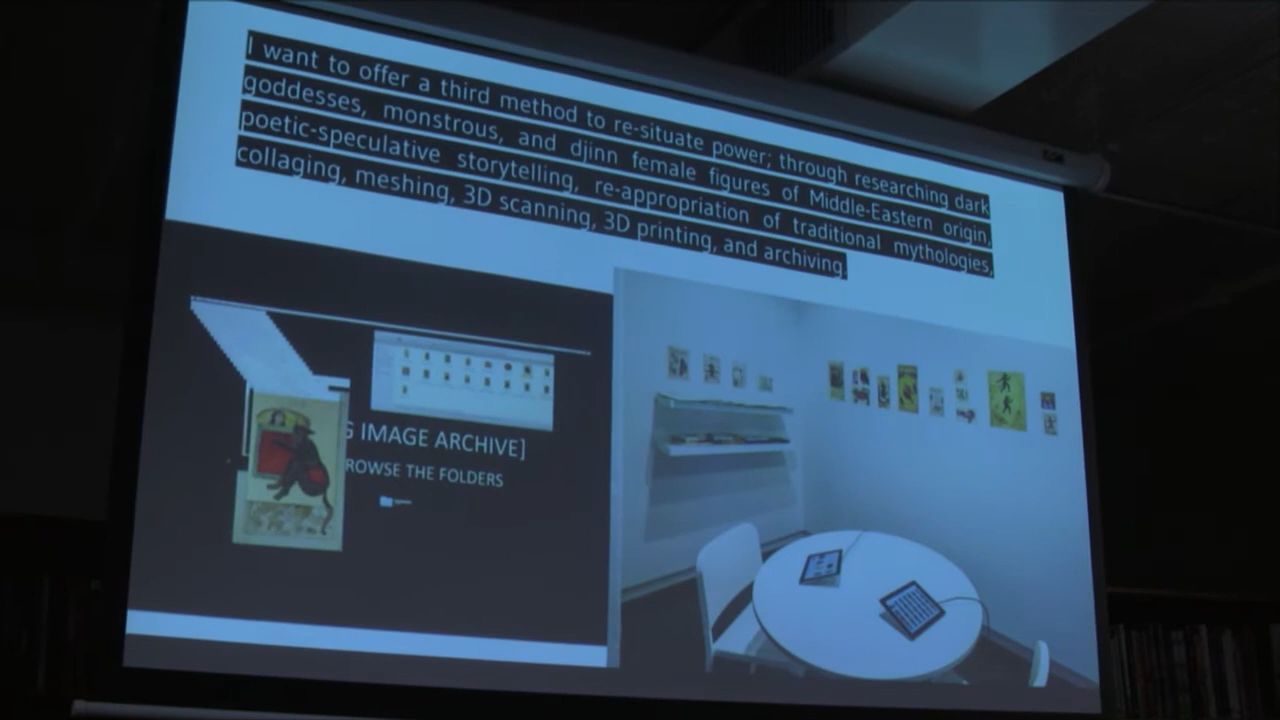 I want to offer a third method to re-situate power; through researching dark
goddesses, monstrous, and djinn female figures of Middle-Eastern origin,
poetic-speculative storytelling, re-appropriation of traditional mythologies,
collaging, meshing, 3D scanning, 3D printing, and archiving.
IMAGE ARCHIVE]
THE FOLDERS